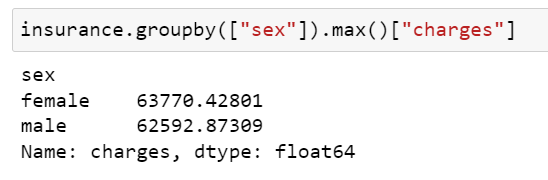 insurance.groupby(["sex"]).max()["charges"]
sex
female    63770.42801
male      62592.87309
Name: charges, dtype: float64